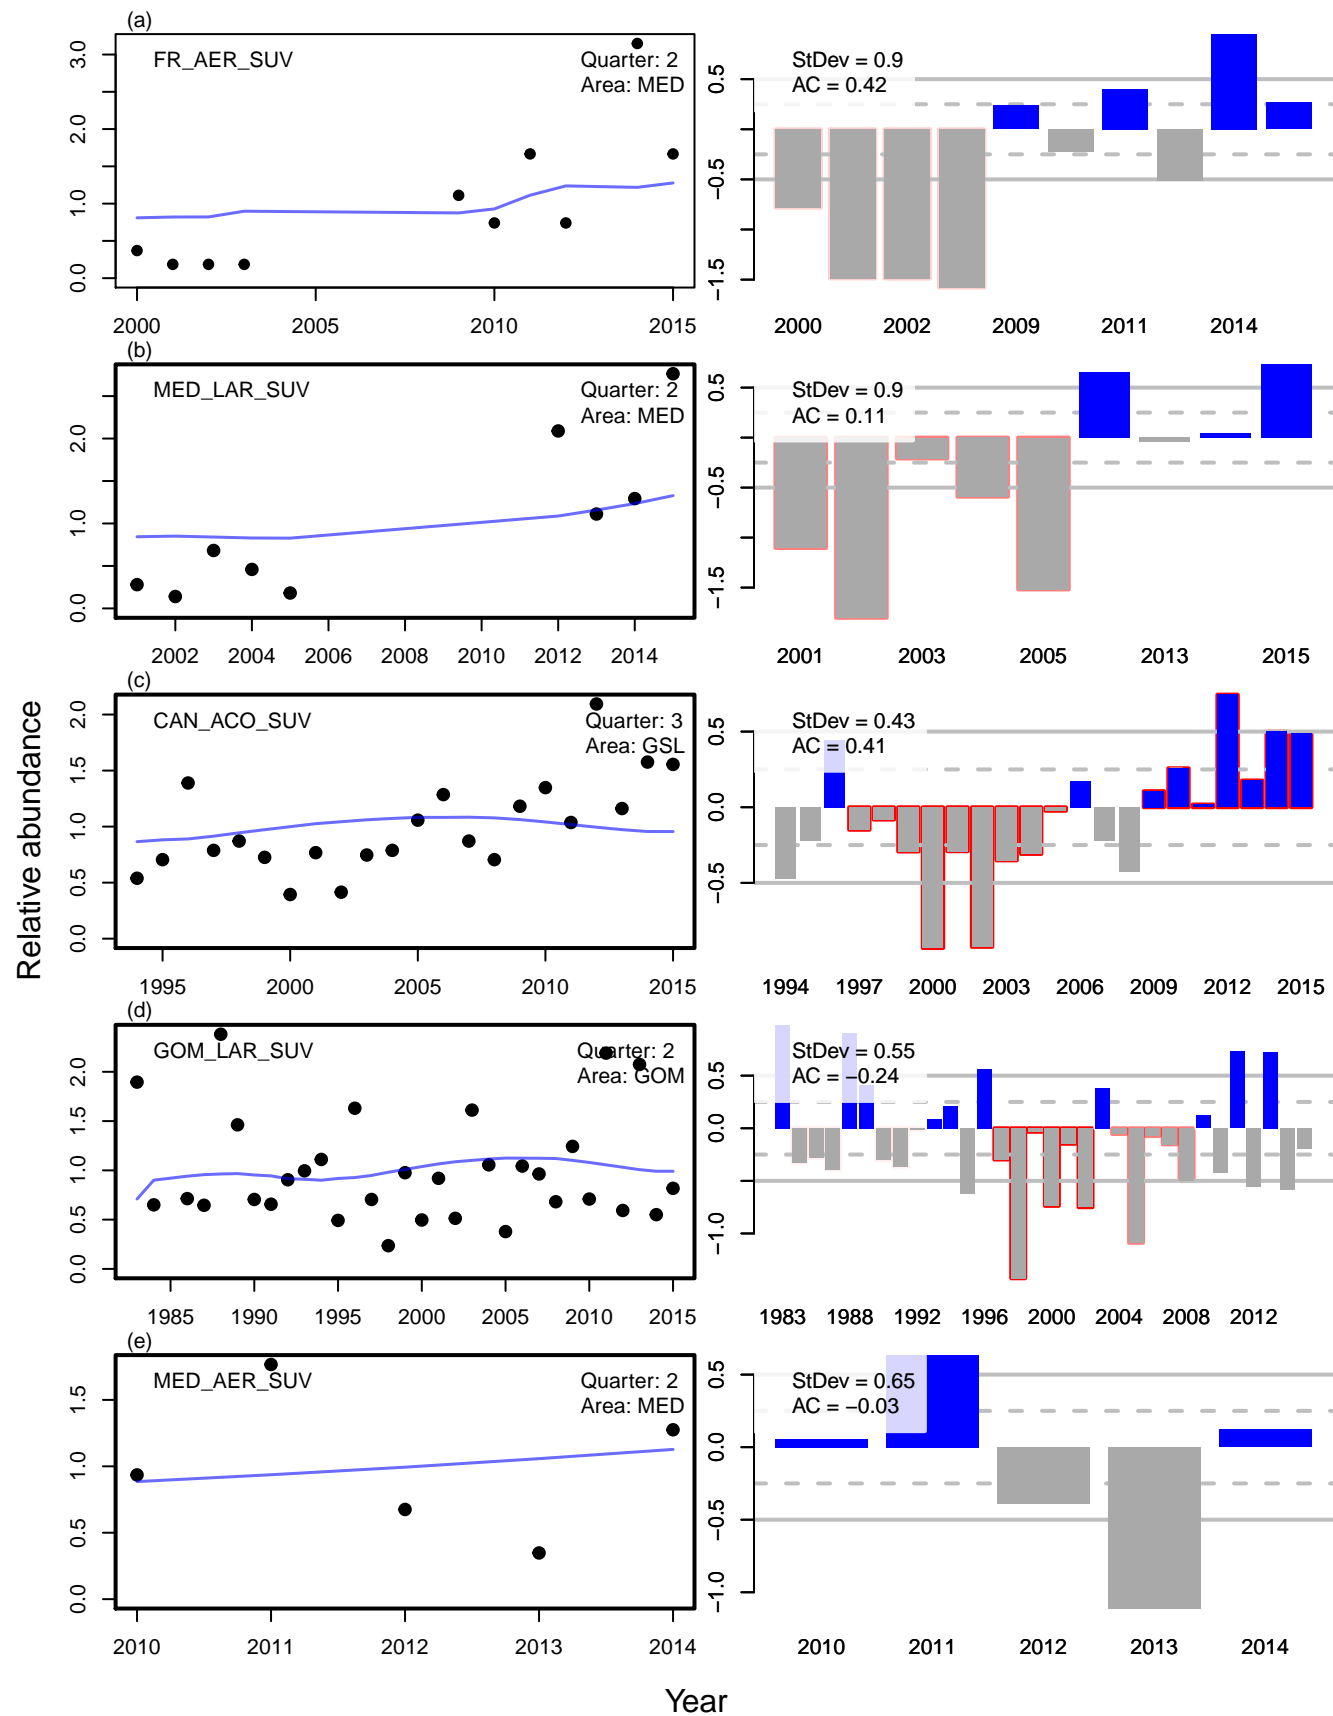 (a)
FR_AER_SUV
Quarter: 2
Area: MED
0.0 1.0 2.0 3.0
2000 2005 2010 2015
StDev = 0.9
AC = 0.42
−1.5 −0.5 0.5
2000 2002 2009 2011 2014
(b)
MED_LAR_SUV
Quarter: 2
Area: MED
0.0 1.0 2.0
2002 2004 2006 2008 2010 2012 2014
StDev = 0.9
AC = 0.11
−1.5 −0.5 0.5
2001 2003 2005 2013 2015
(c)
CAN_ACO_SUV
Quarter: 3
Area: GSL
0.0 0.5 1.0 1.5 2.0
1995 2000 2005 2010 2015
StDev = 0.43
AC = 0.41
−0.5 0.0 0.5
1994 1997 2000 2003 2006 2009 2012 2015
(d)
GOM_LAR_SUV
Quarter: 2
Area: GOM
0.0 0.5 1.0 1.5 2.0
1985 1990 1995 2000 2005 2010 2015
StDev = 0.55
AC = −0.24
−1.0 0.0 0.5
1983 1988 1992 1996 2000 2004 2008 2012
(e)
MED_AER_SUV
Quarter: 2
Area: MED
0.0 0.5 1.0 1.5
2010 2011 2012 2013 2014
StDev = 0.65
AC = −0.03
−1.0 −0.5 0.0 0.5
2010 2011 2012 2013 2014
Relative abundance
Year